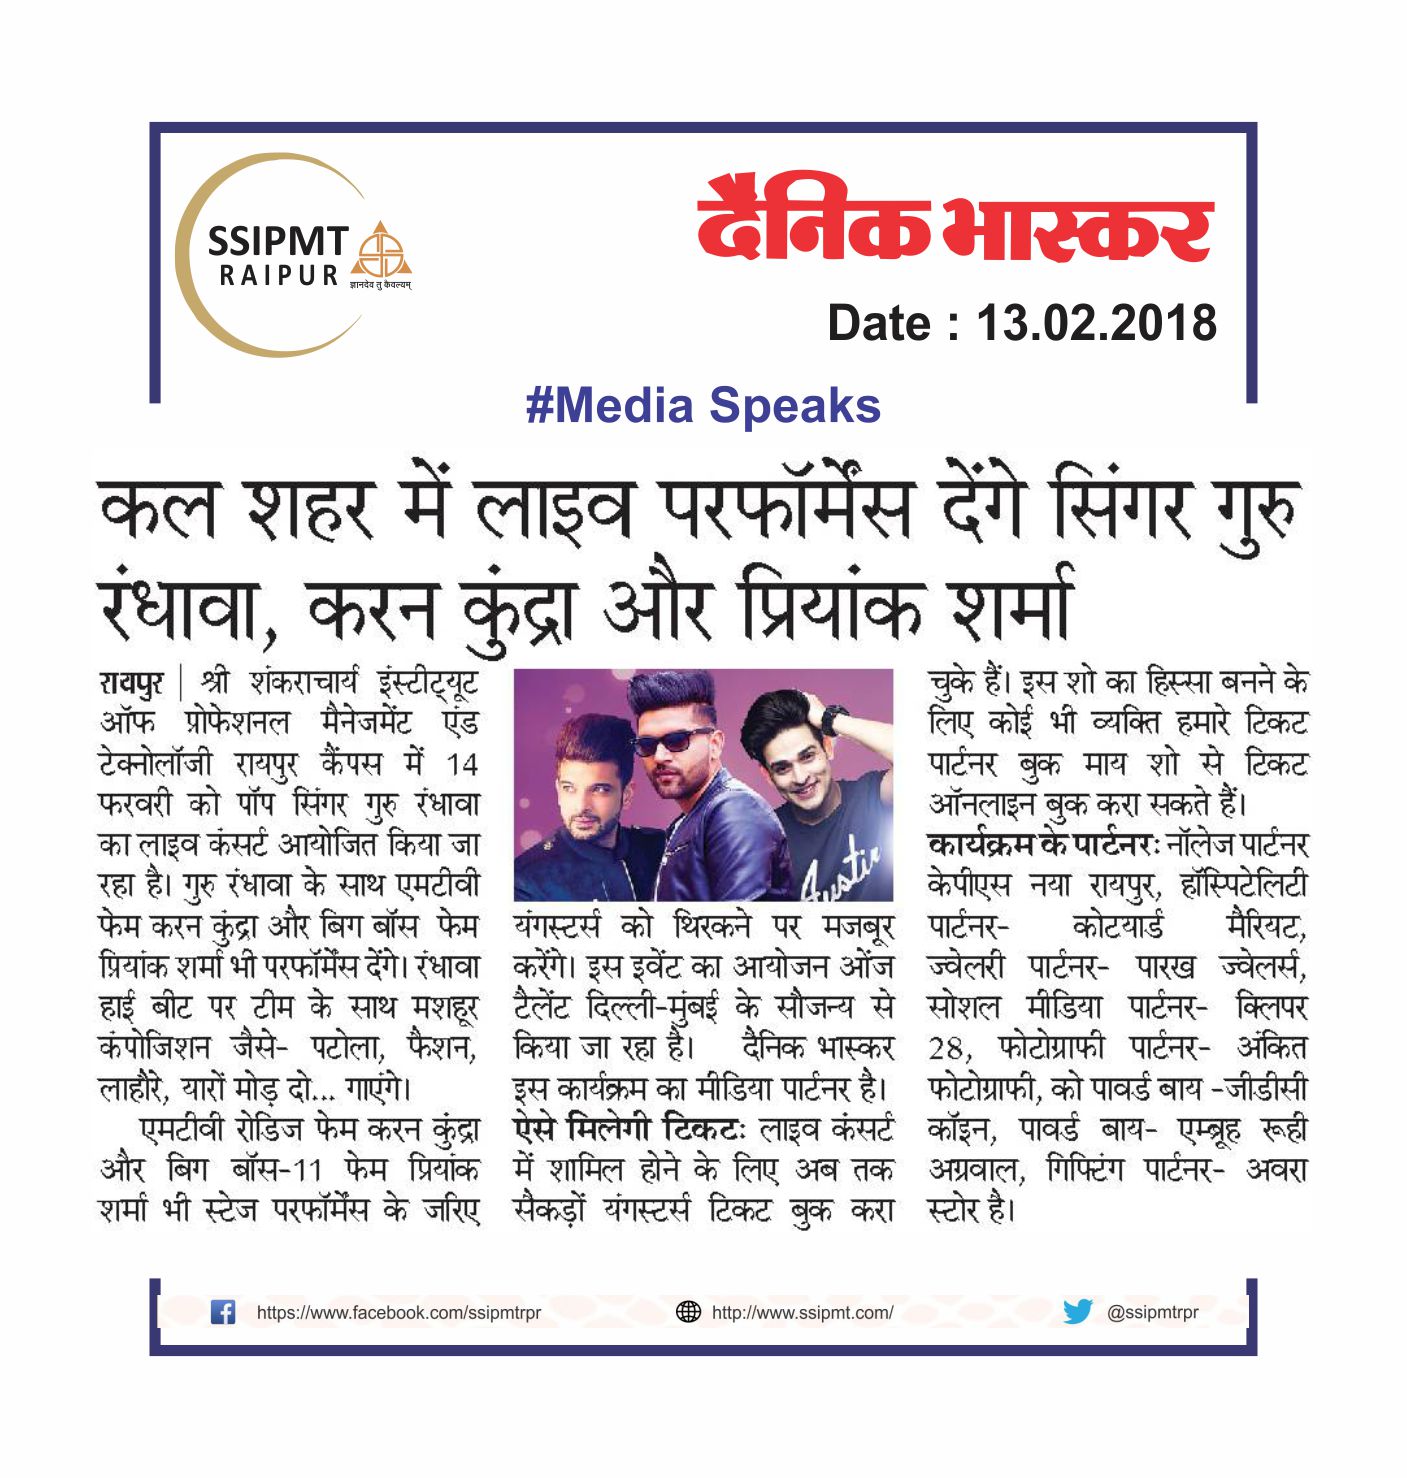 SSIPMT
RAIPUR
ज्ञानदेव तु केवल्यम्
दैनिक भास्कर
Date : 13.02.2018
#Media Speaks
कल शहर में लाइव परफॉर्मेंस देंगे सिंगर गुरु
रंधावा, करन कुंद्रा और प्रियांक शर्मा
रायपुर | श्री शंकराचार्य इंस्टीट्यूट
ऑफ प्रोफेशनल मैनेजमेंट एंड
टेक्नोलॉजी रायपुर कैंपस में 14
फरवरी को पॉप सिंगर गुरु रंधावा
का लाइव कंसर्ट आयोजित किया जा
रहा है। गुरु रंधावा के साथ एमटीवी
फेम करन कुंद्रा और बिग बॉस फेम
प्रियांक शर्मा भी परफॉर्मेंस देंगे। रंधावा
हाई बीट पर टीम के साथ मशहूर
कंपोजिशन जैसे- पटोला, फैशन,
लाहौरे, यारों मोड़ दो... गाएंगे।
एमटीवी रोडिज फेम करन कुंद्रा
और बिग बॉस-11 फेम प्रियांक
शर्मा भी स्टेज परफॉर्मेंस के जरिए
Justin
यंगस्टर्स को थिरकने पर मजबूर
करेंगे। इस इवेंट का आयोजन ओंज
टैलेंट दिल्ली-मुंबई के सौजन्य से
किया जा रहा है। दैनिक भास्कर
इस कार्यक्रम का मीडिया पार्टनर है।
ऐसे मिलेगी टिकट: लाइव कंसर्ट
में शामिल होने के लिए अब तक
सैकड़ों यंगस्टर्स टिकट बुक करा
चुके हैं। इस शो का हिस्सा बनने के
लिए कोई भी व्यक्ति हमारे टिकट
पार्टनर बुक माय शो से टिकट
ऑनलाइन बुक करा सकते हैं।
कार्यक्रम के पार्टनर: नॉलेज पार्टनर
केपीएस नया रायपुर, हॉस्पिटेलिटी
पार्टनर- कोटयार्ड मैरियट,
ज्वेलरी पार्टनर- पारख ज्वेलर्स,
सोशल मीडिया पार्टनर- क्लिपर
28, फोटोग्राफी पार्टनर- अंकित
फोटोग्राफी, को पावर्ड बाय -जीडीसी
कॉइन, पावर्ड बाय- एम्ब्रूह रूही
अग्रवाल, गिफ्टिंग पार्टनर- अवरा
स्टोर है।
https://www.facebook.com/ssipmtrpr
http://www.ssipmt.com/
@ssipmtrpr